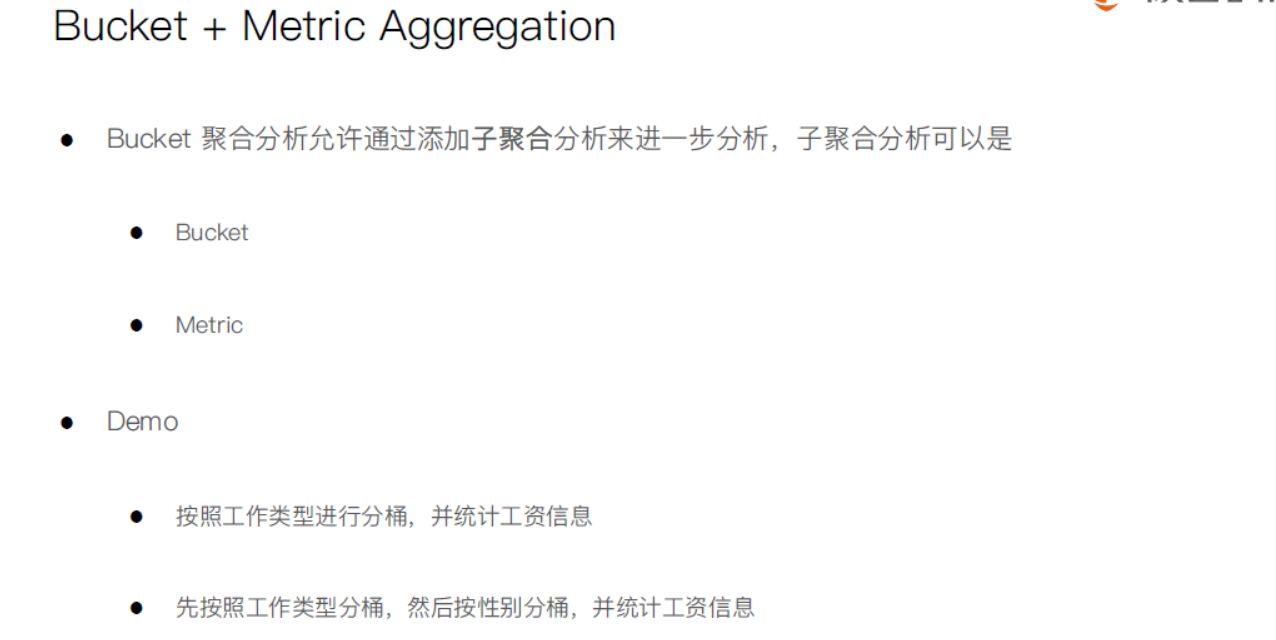 Bucket + Metric Aggregation
● Bucket 聚合分析允许通过添加子聚合分析来进一步分析，子聚合分析可以是
● Bucket
● Metric
● Demo
● 按照工作类型进行分桶，并统计工资信息
● 先按照工作类型分桶，然后按性别分桶，并统计工资信息